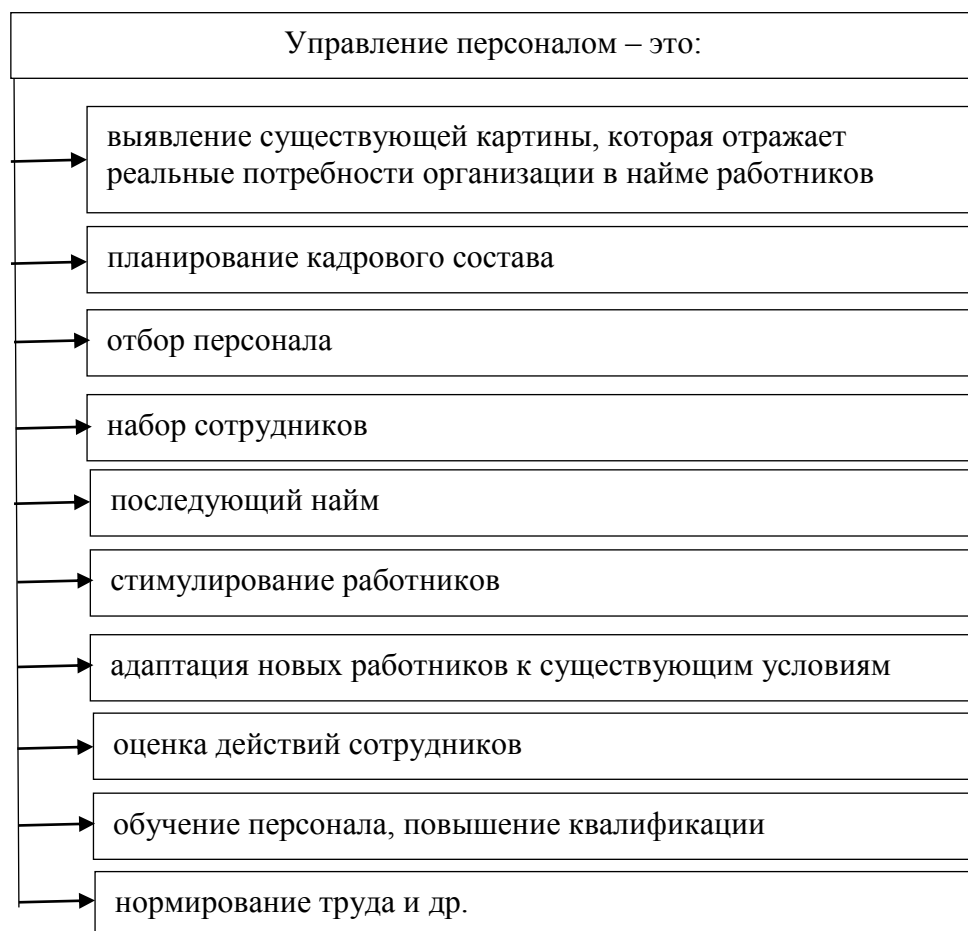 Управление персоналом – это:
выявление существующей картины, которая отражает
реальные потребности организации в найме работников
планирование кадрового состава
отбор персонала
набор сотрудников
последующий найм
стимулирование работников
адаптация новых работников к существующим условиям
оценка действий сотрудников
обучение персонала, повышение квалификации
нормирование труда и др.